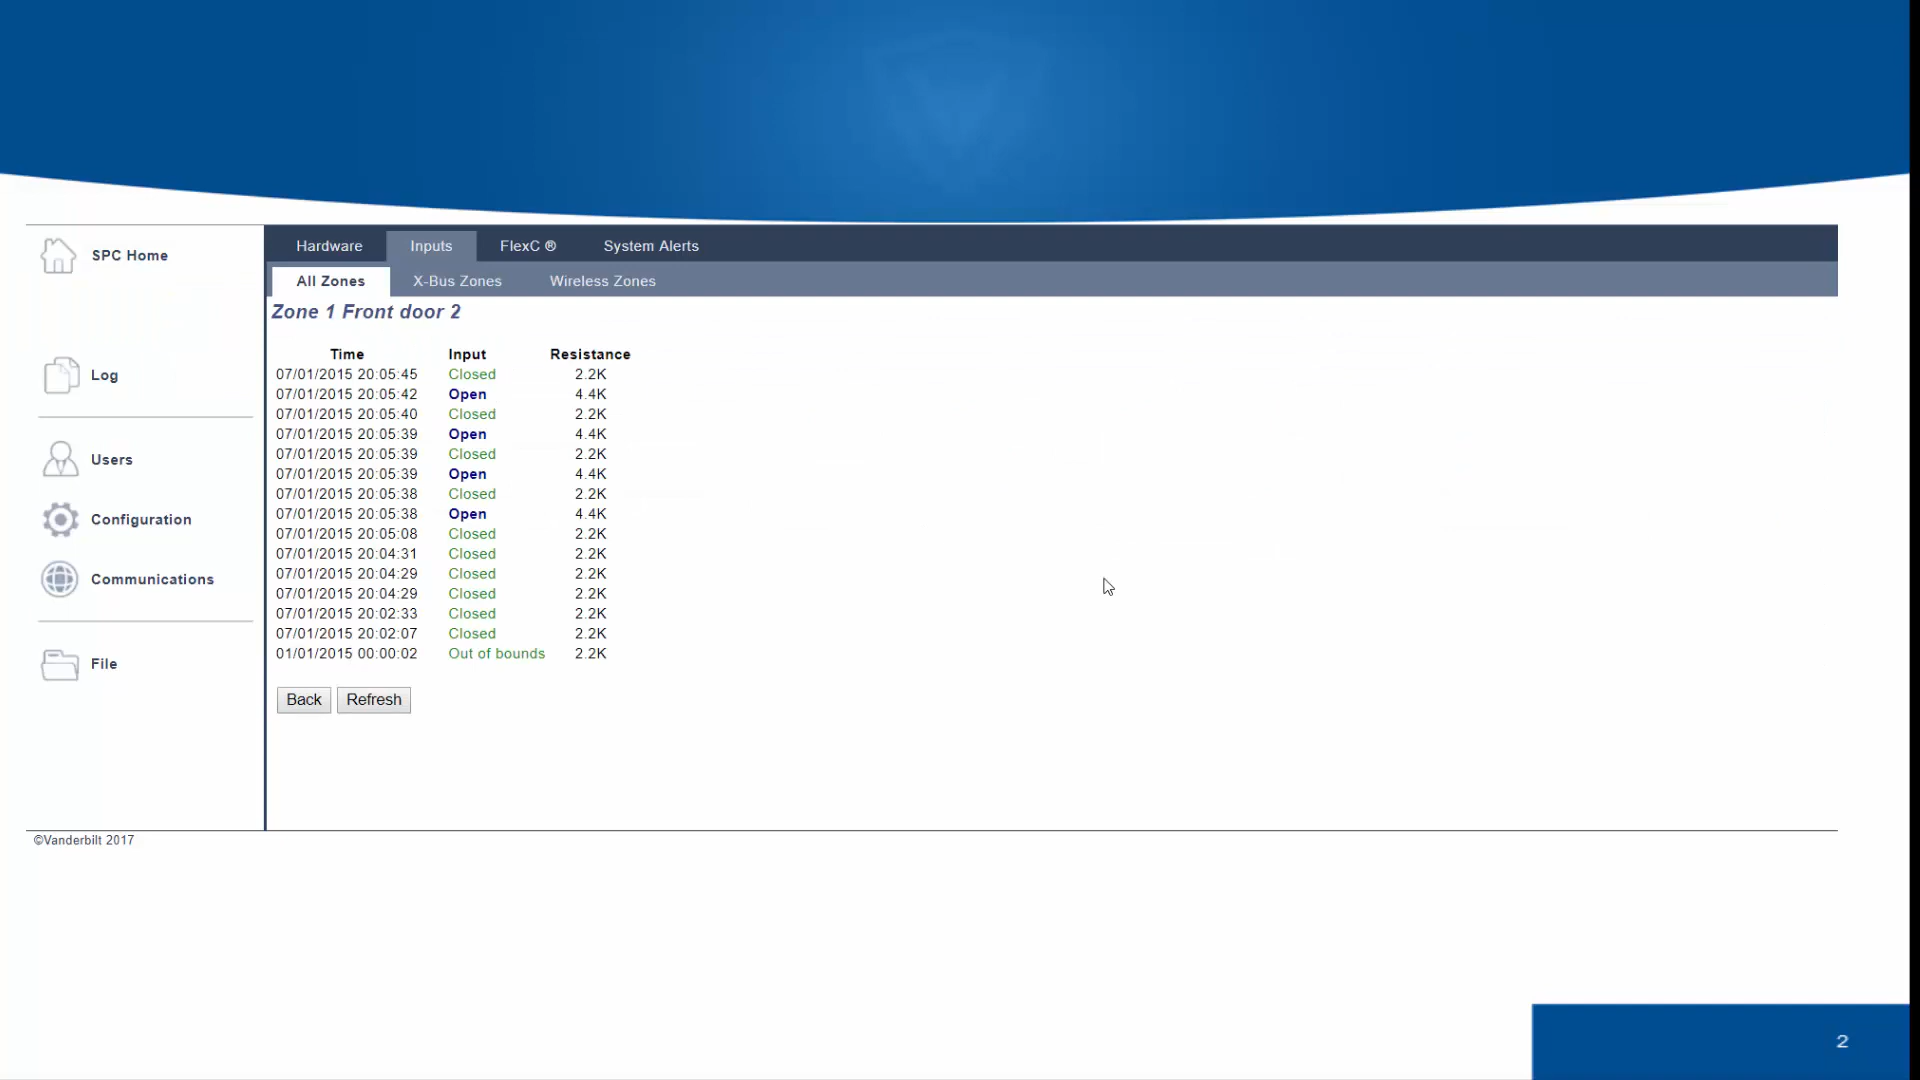 SPC Home
Log
Users
Configuration
Communications
File
Hardware Inputs FlexC ® System Alerts
All Zones X-Bus Zones Wireless Zones
Zone 1 Front door 2
Time Input Resistance
07/01/2015 20:05:45 Closed 2.2K
07/01/2015 20:05:42 Open 4.4K
07/01/2015 20:05:40 Closed 2.2K
07/01/2015 20:05:39 Open 4.4K
07/01/2015 20:05:39 Closed 2.2K
07/01/2015 20:05:39 Open 4.4K
07/01/2015 20:05:38 Closed 2.2K
07/01/2015 20:05:38 Open 4.4K
07/01/2015 20:05:08 Closed 2.2K
07/01/2015 20:04:31 Closed 2.2K
07/01/2015 20:04:29 Closed 2.2K
07/01/2015 20:04:29 Closed 2.2K
07/01/2015 20:02:33 Closed 2.2K
07/01/2015 20:02:07 Closed 2.2K
01/01/2015 00:00:02 Out of bounds 2.2K
Back Refresh
©Vanderbilt 2017
2